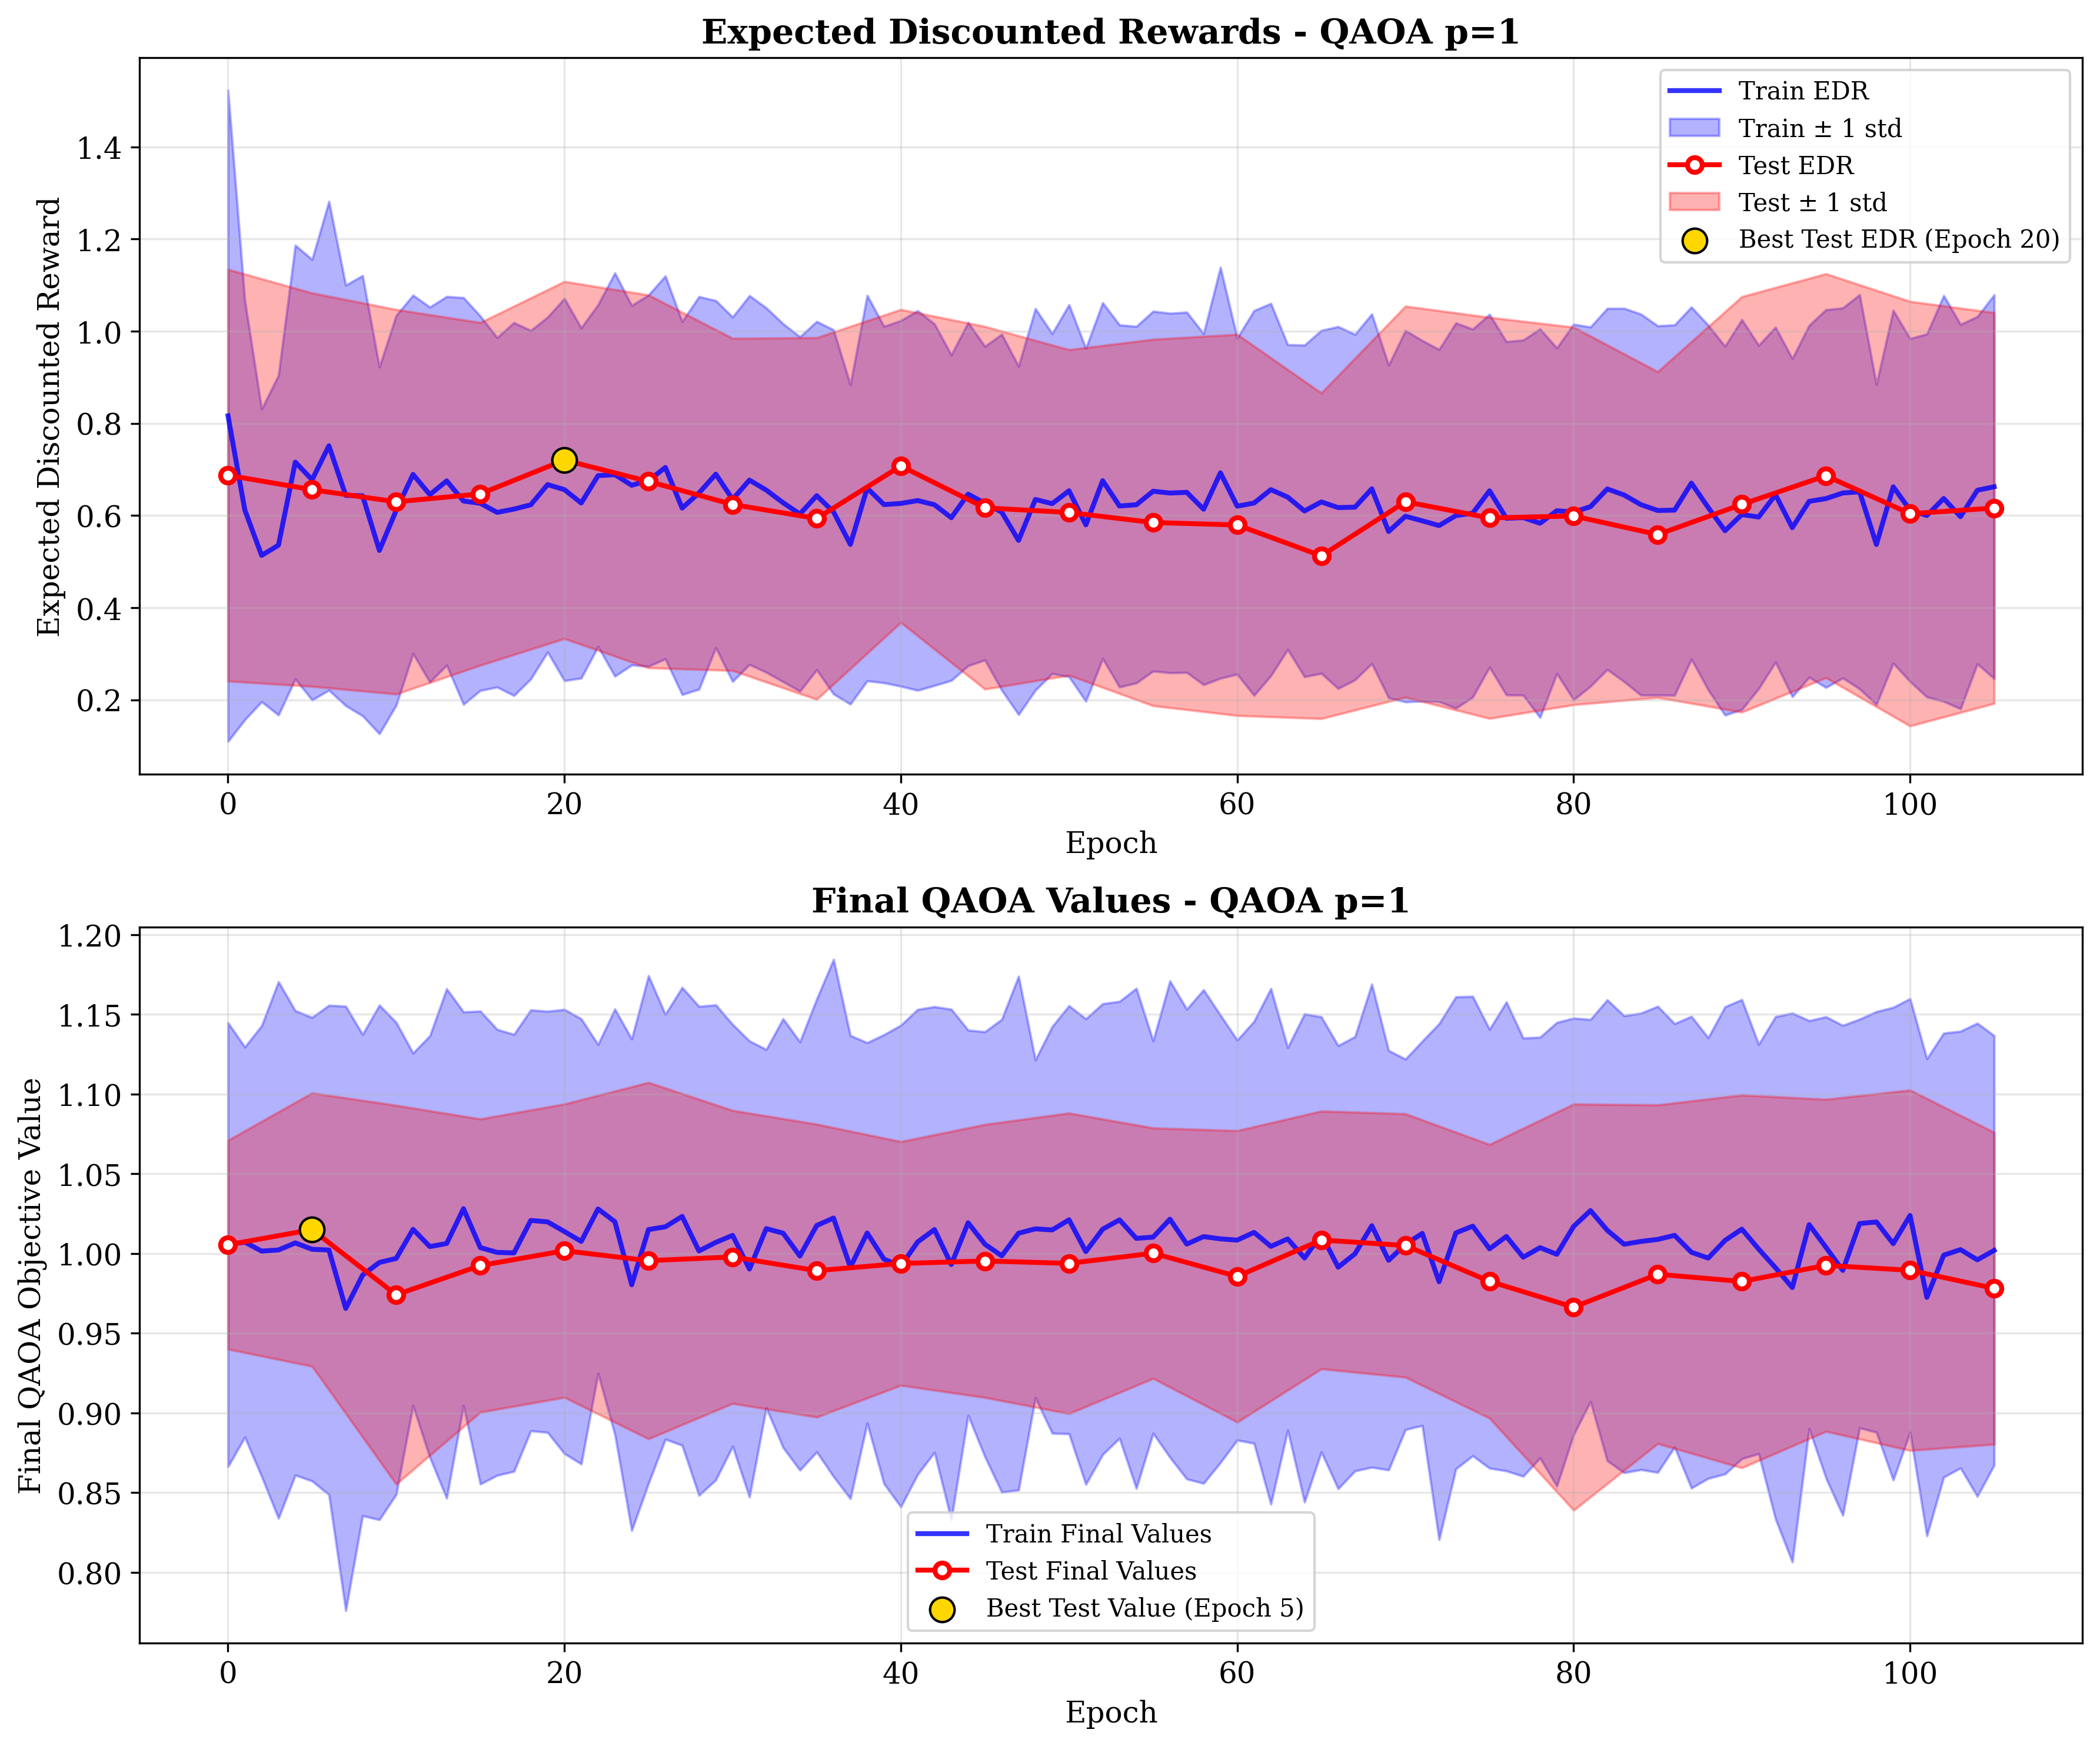 Expected Discounted Rewards - QAOA p=1
Expected Discounted Reward
1.4
1.2
1.0
0.8
0.6
0.4
0.2
Train EDR
Train ± 1 std
Test EDR
Test ± 1 std
Best Test EDR (Epoch 20)
0 20 40 60 80 100
Epoch
Final QAOA Values - QAOA p=1
Final QAOA Objective Value
1.20
1.15
1.10
1.05
1.00
0.95
0.90
0.85
0.80
Train Final Values
Test Final Values
Best Test Value (Epoch 5)
0 20 40 60 80 100
Epoch